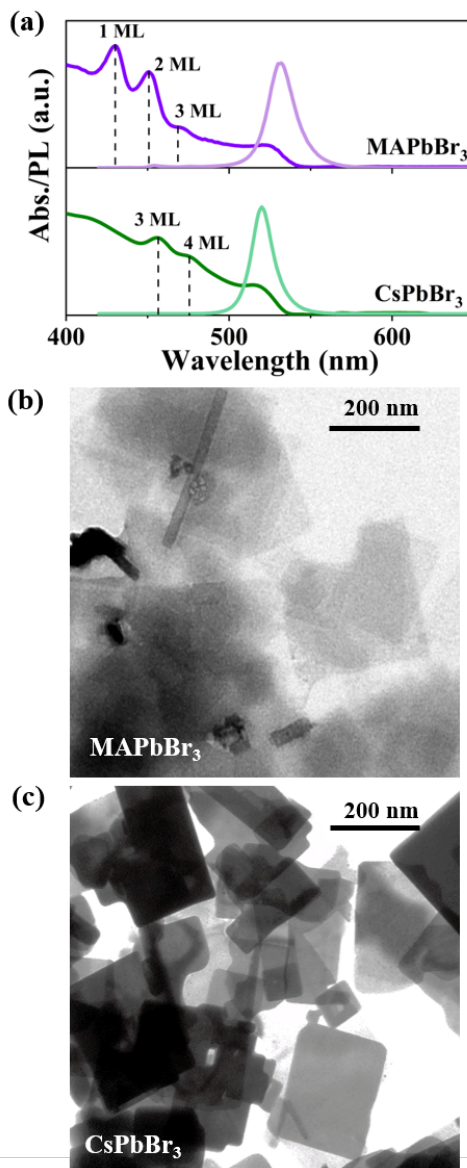 (a)
1 ML
2 ML
3 ML
MAPbBr₃
3 ML
4 ML
CsPbBr₃
Abs./PL (a.u.)
400 500 600
Wavelength (nm)
(b)
200 nm
MAPbBr₃
(c)
200 nm
CsPbBr₃